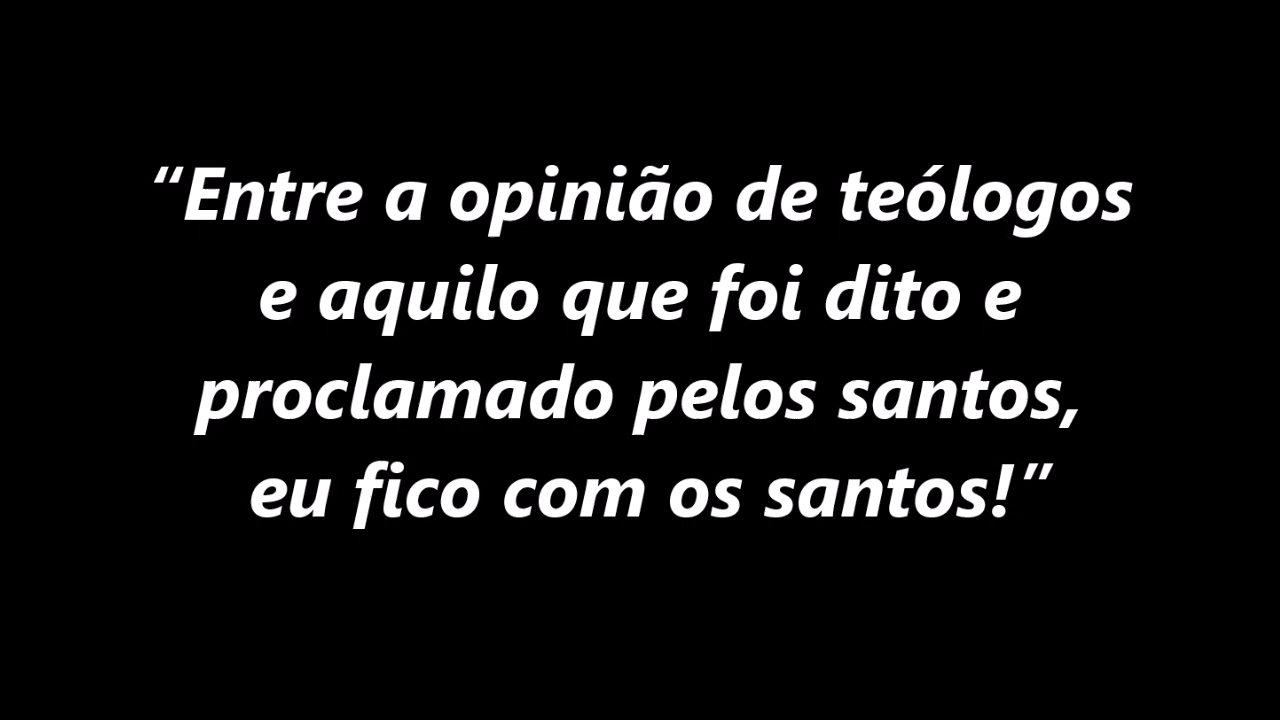 “Entre a opinião de teólogos
e aquilo que foi dito e
proclamado pelos santos,
eu fico com os santos!”